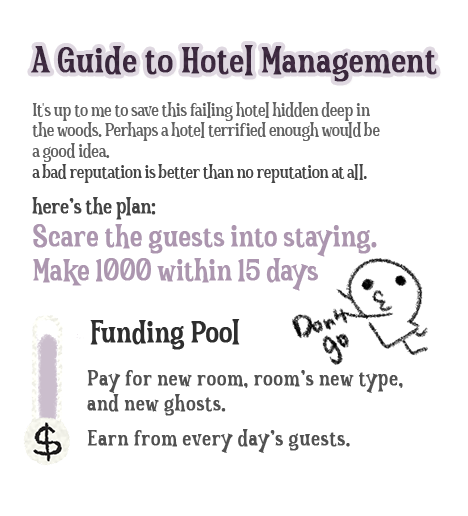 A Guide to Hotel Management
It's up to me to save this failing hotel hidden deep in
the woods. Perhaps a hotel terrified enough would be
a good idea.
a bad reputation is better than no reputation at all.
here's the plan:
Scare the guests into staying.
Make 1000 within 15 days
Don't
go
Funding Pool
Pay for new room, room's new type,
and new ghosts.
$
Earn from every day's guests.